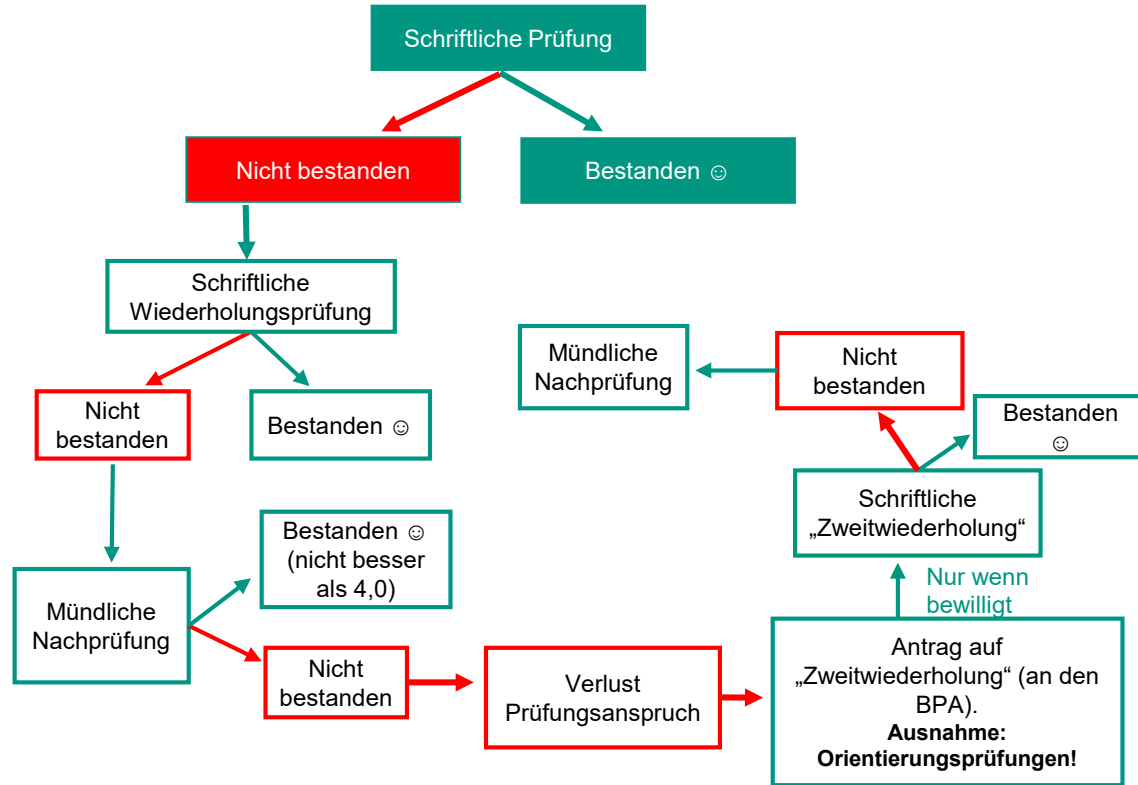 Schriftliche Prüfung
Nicht bestanden
Bestanden ☺
Schriftliche
Wiederholungsprüfung
Nicht
bestanden
Bestanden ☺
Mündliche
Nachprüfung
Bestanden ☺
(nicht besser
als 4,0)
Nicht
bestanden
Verlust
Prüfungsanspruch
Antrag auf
„Zweitwiederholung“ (an den
BPA).
Ausnahme:
Orientierungsprüfungen!
Nur wenn
bewilligt
Schriftliche
„Zweitwiederholung“
Bestanden
☺
Nicht
bestanden
Mündliche
Nachprüfung